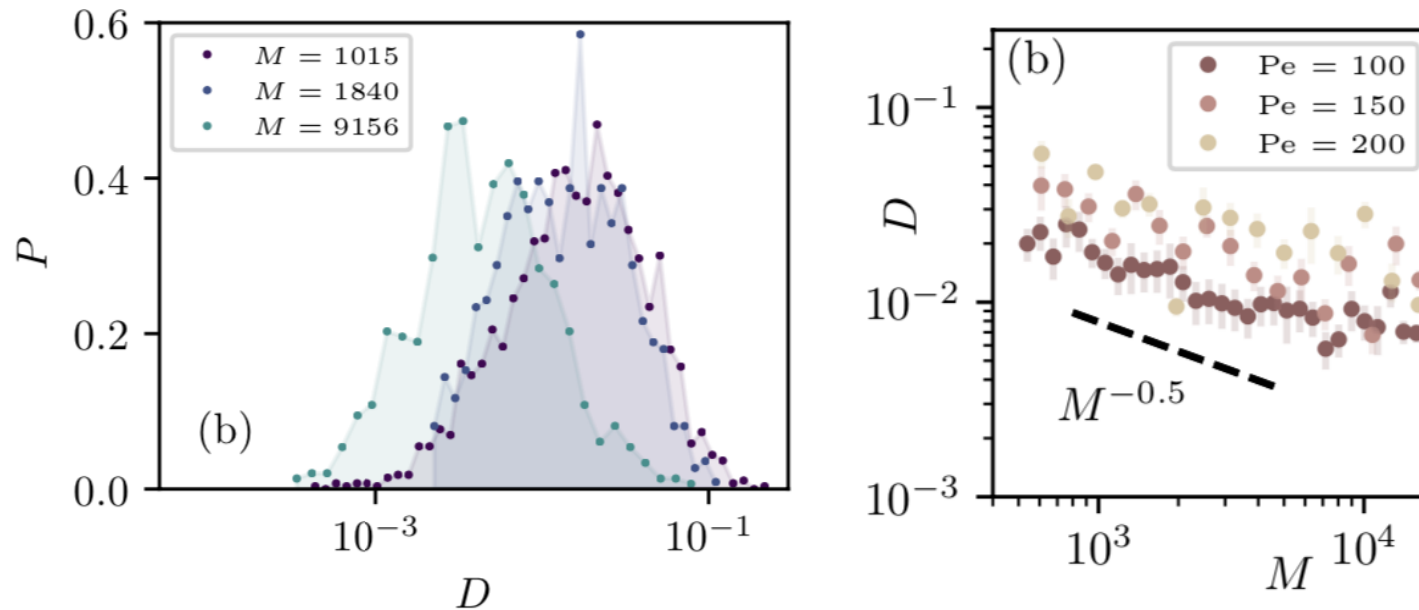 0.6
0.4
0.2
0.0
P
M = 1015
M = 1840
M = 9156
(b)
10^{-3}
10^{-1}
D
(b)
Pe = 100
Pe = 150
Pe = 200
10^{-1}
10^{-2}
10^{-3}
D
M^{-0.5}
10^{3}
10^{4}
M